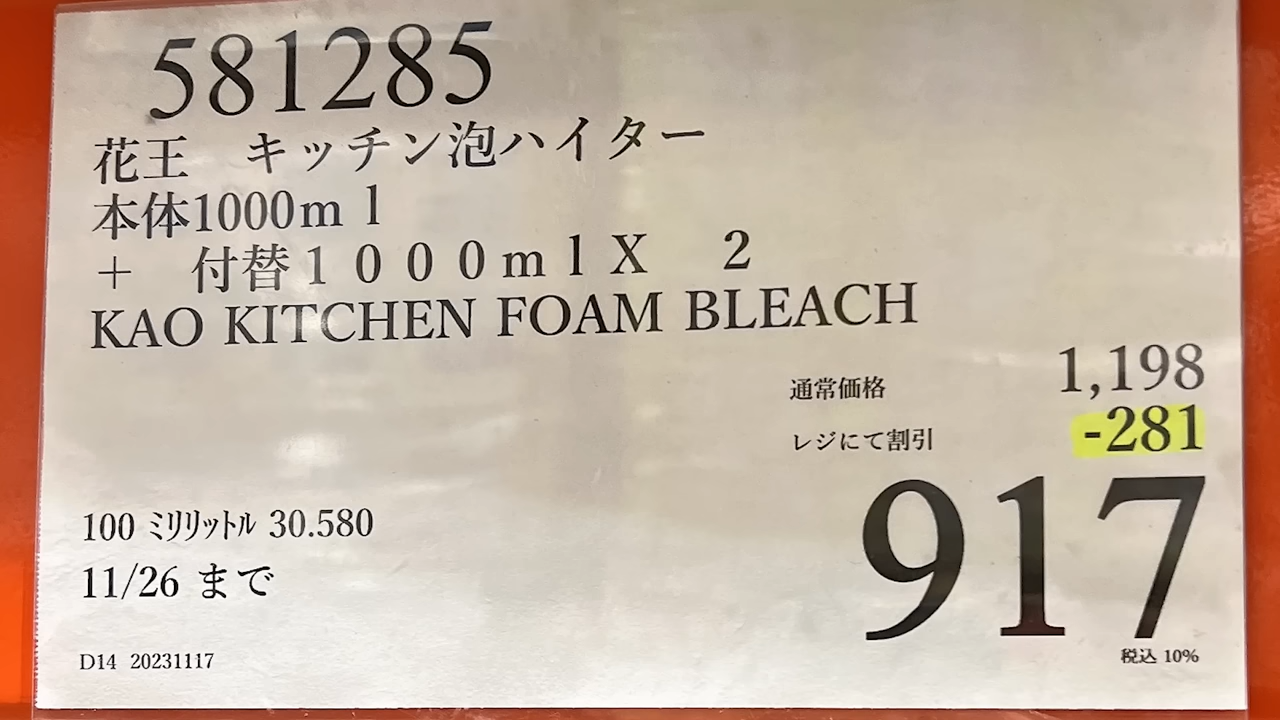 581285
花王　キッチン泡ハイター
本体1000ｍｌ
＋　付替１０００ｍｌＸ　２
KAO KITCHEN FOAM BLEACH
通常価格 1,198
レジにて割引 -281
917
100 ﾐﾘﾘｯﾄﾙ 30.580
11/26 まで
税込 10%
D14 20231117